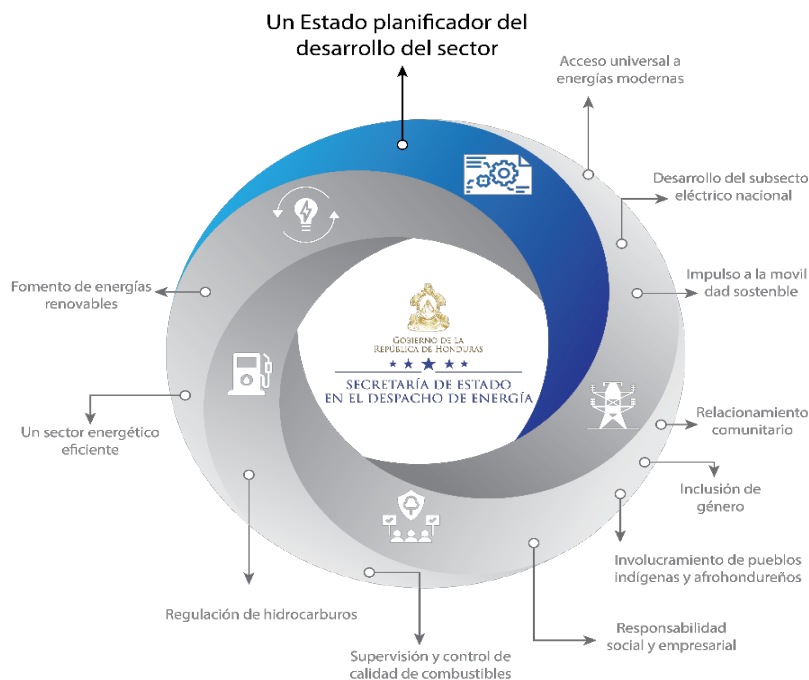 Un Estado planificador del
desarrollo del sector
Acceso universal a
energías modernas
Desarrollo del subsecto
eléctrico nacional
Impulso a la movil
dad sostenble
Relacionamiento
comunitario
Inclusión de
género
Involucramiento de pueblos
indígenas y afrohondureños
Responsabilidad
social y empresarial
Supervisión y control de
calidad de combustibles
Regulación de hidrocarburos
Un sector energético
eficiente
Fomento de energías
renovables
GOBIERNO DE LA
REPÚBLICA DE HONDURAS
SECRETARÍA DE ESTADO
EN EL DESPACHO DE ENERGÍA